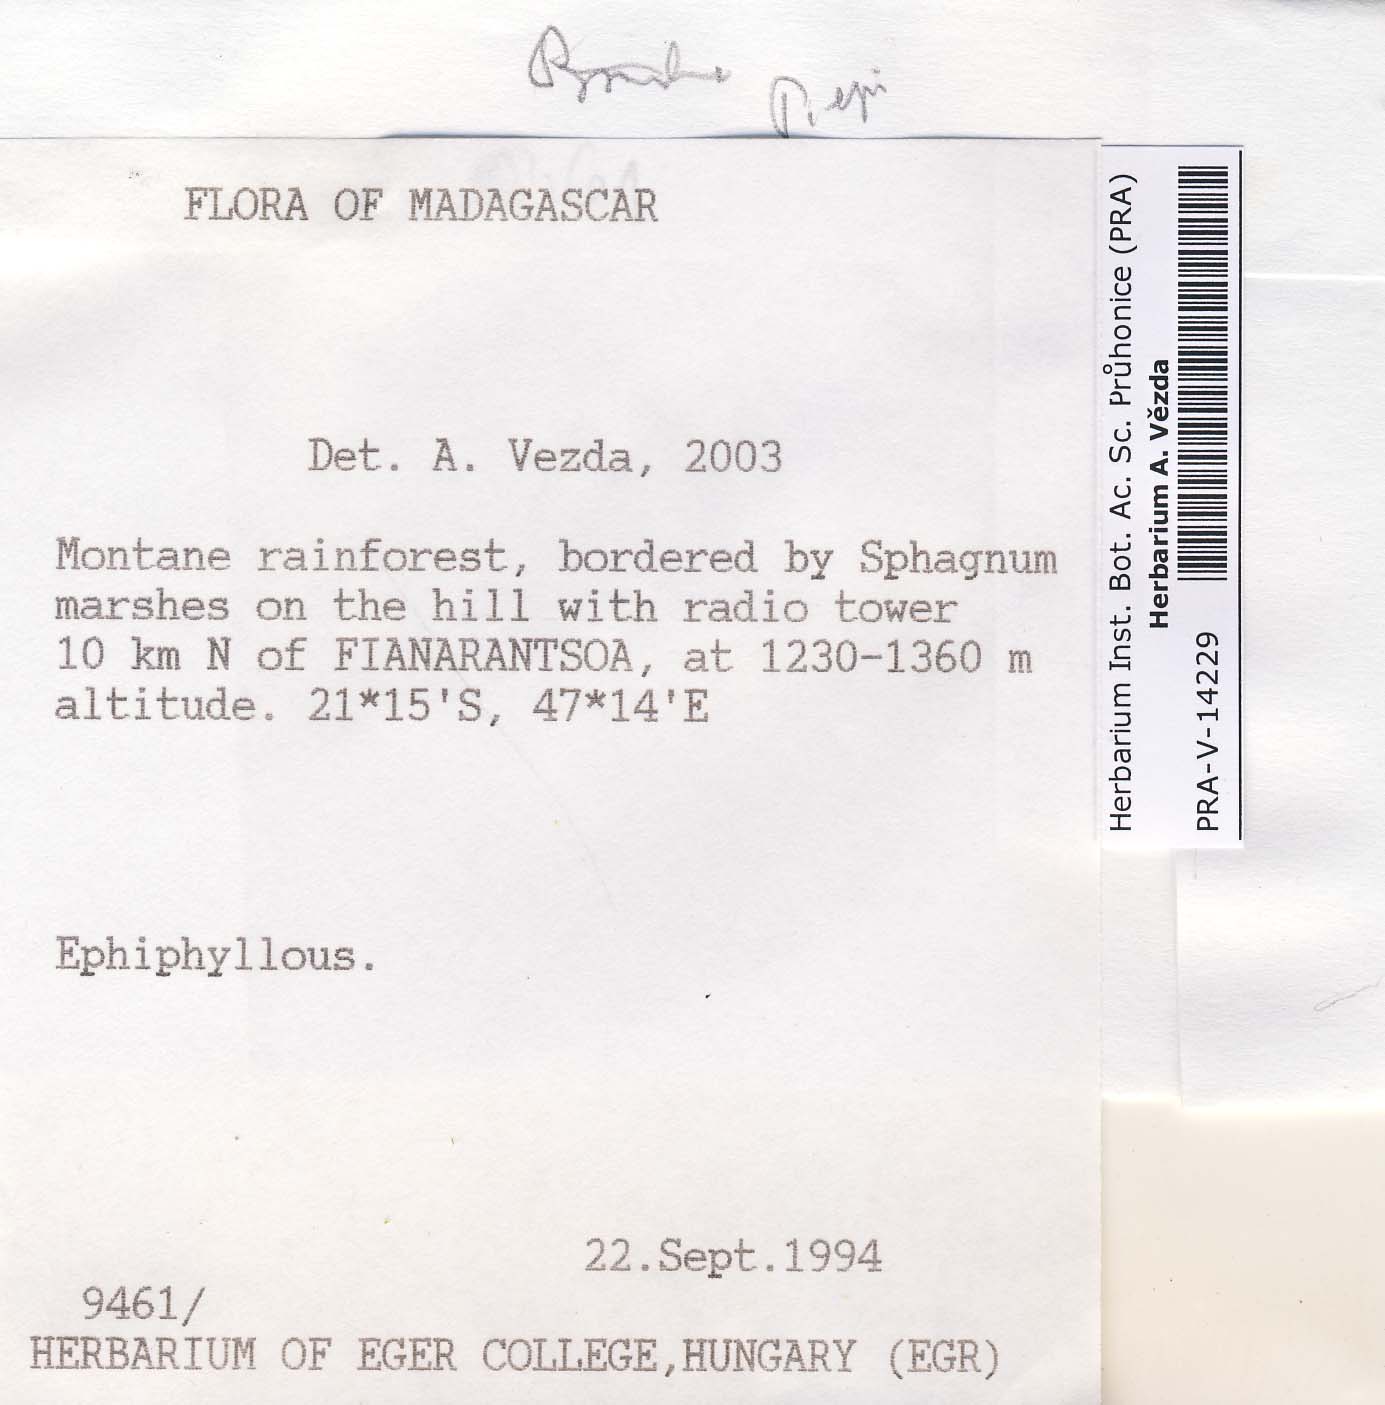 P. epi
FLORA OF MADAGASCAR
Det. A. Vezda, 2003
Montane rainforest, bordered by Sphagnum
marshes on the hill with radio tower
10 km N of FIANARANTSOA, at 1230-1360 m
altitude. 21*15'S, 47*14'E
Ephiphyllous.
22.Sept.1994
9461/
HERBARIUM OF EGER COLLEGE,HUNGARY (EGR)
Herbarium Inst. Bot. Ac. Sc. Průhonice (PRA)
Herbarium A. Vězda
PRA-V-14229